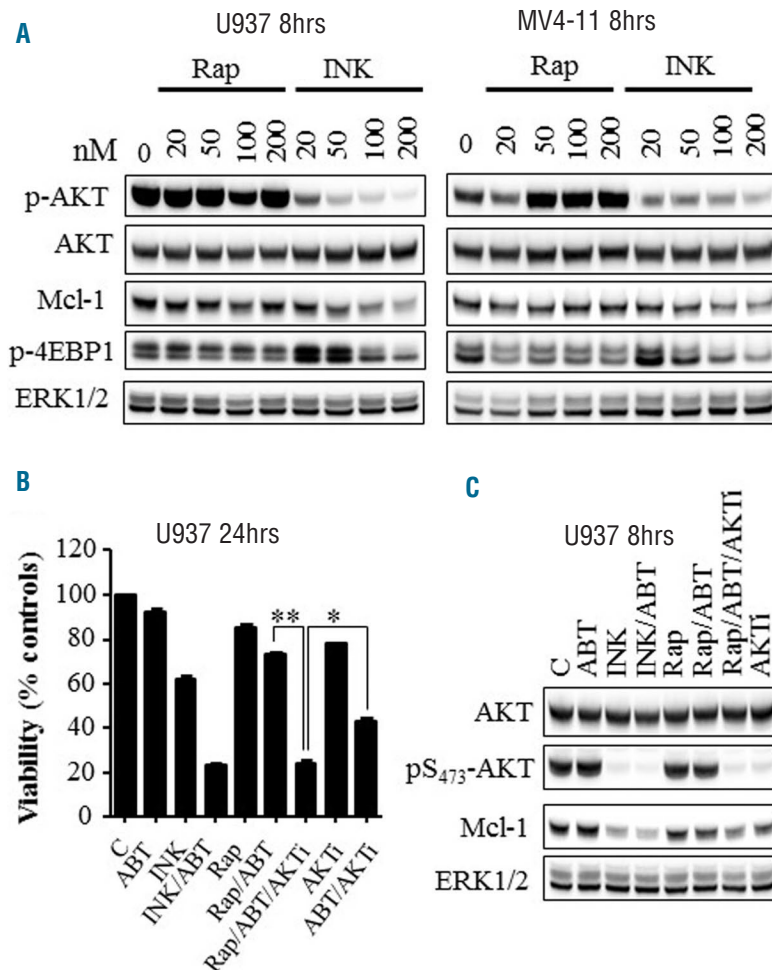 A
U937 8hrs
MV4-11 8hrs
Rap INK
Rap INK
nM 0 20 50 100 200 20 50 100 200
0 20 50 100 200 20 50 100 200
p-AKT
AKT
Mcl-1
p-4EBP1
ERK1/2
B
U937 24hrs
Viability (% controls)
120
100
80
60
40
20
0
** *
C
ABT
INK
INK/ABT
Rap
Rap/ABT
Rap/ABT/AKTi
AKTi
ABT/AKTi
C
U937 8hrs
C
ABT
INK
INK/ABT
Rap
Rap/ABT
Rap/ABT/AKTi
AKTi
AKT
pS473-AKT
Mcl-1
ERK1/2